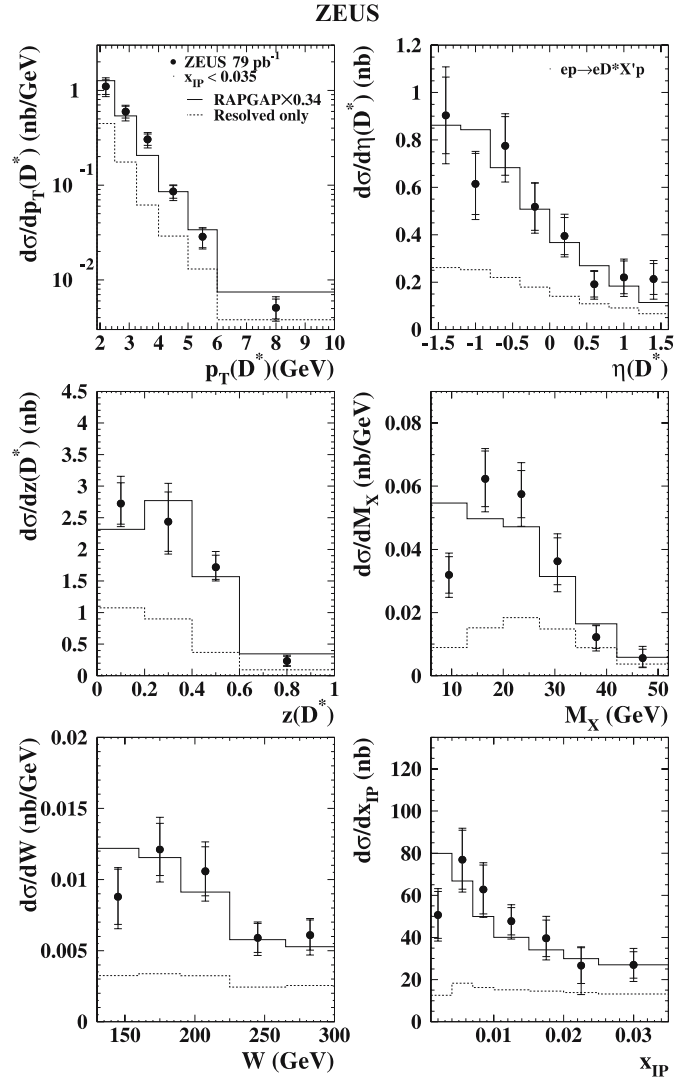 ZEUS
dσ/dp_T(D*) (nb/GeV)
1
10^-1
10^-2
ZEUS 79 pb^-1
x_IP < 0.035
RAPGAP×0.34
Resolved only
2 3 4 5 6 7 8 9 10
p_T(D*)(GeV)
dσ/dη(D*) (nb)
1.2
1
0.8
0.6
0.4
0.2
0
ep→eD*X'p
-1.5 -1 -0.5 0 0.5 1 1.5
η(D*)
dσ/dz(D*) (nb)
4.5
4
3.5
3
2.5
2
1.5
1
0.5
0
0 0.2 0.4 0.6 0.8 1
z(D*)
dσ/dM_X (nb/GeV)
0.08
0.06
0.04
0.02
0
10 20 30 40 50
M_X (GeV)
dσ/dW (nb/GeV)
0.02
0.015
0.01
0.005
0
150 200 250 300
W (GeV)
dσ/dx_IP (nb)
120
100
80
60
40
20
0
0.01 0.02 0.03
x_IP